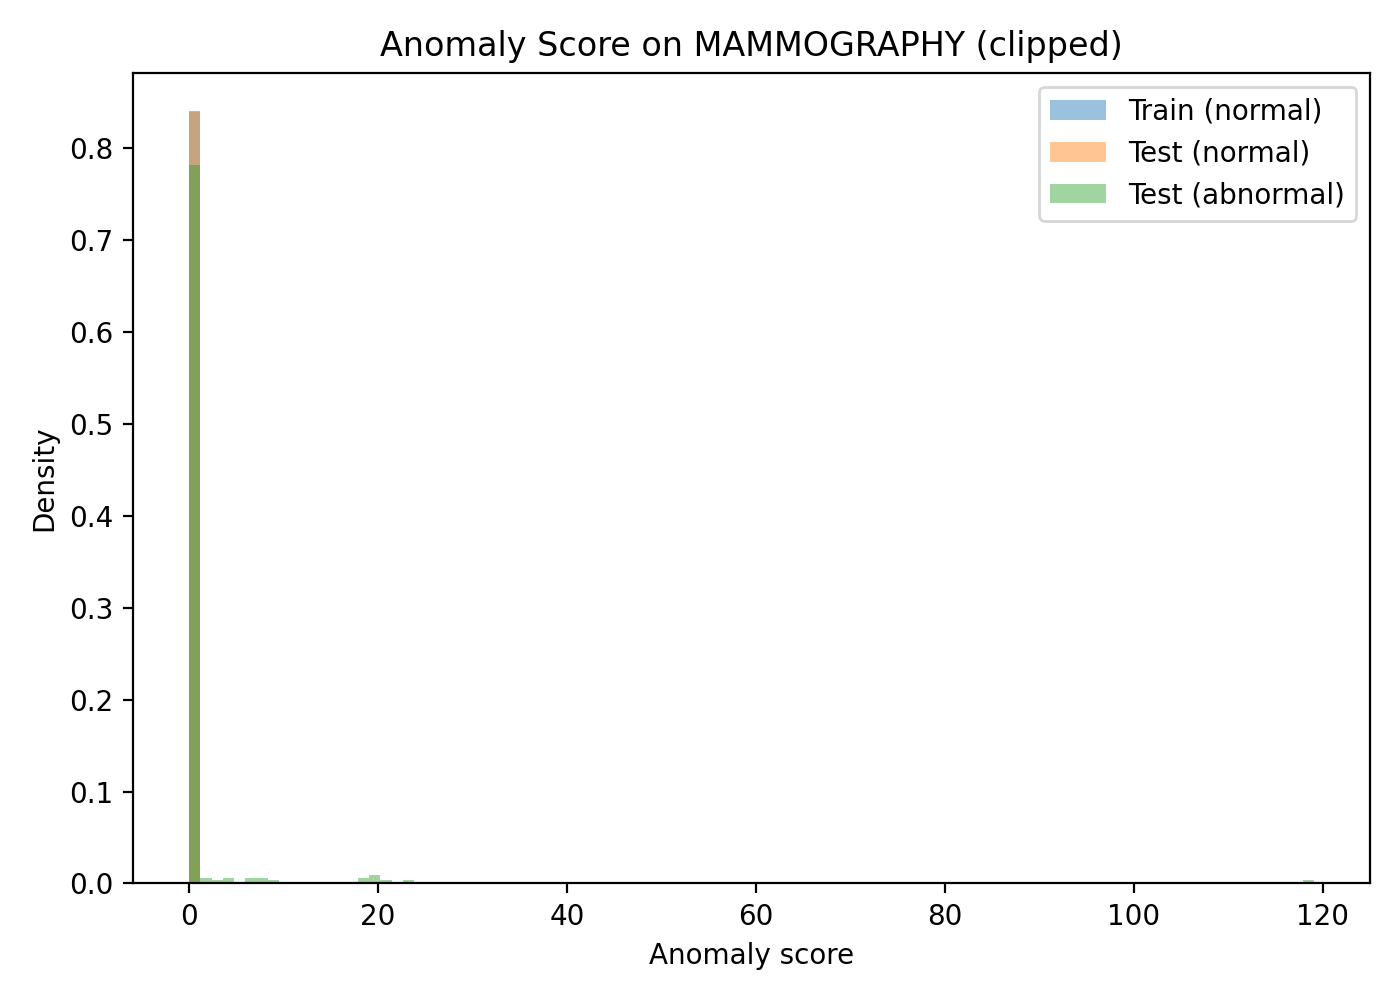 Anomaly Score on MAMMOGRAPHY (clipped)
Train (normal)
Test (normal)
Test (abnormal)
Density
0.8
0.7
0.6
0.5
0.4
0.3
0.2
0.1
0.0
0 20 40 60 80 100 120
Anomaly score